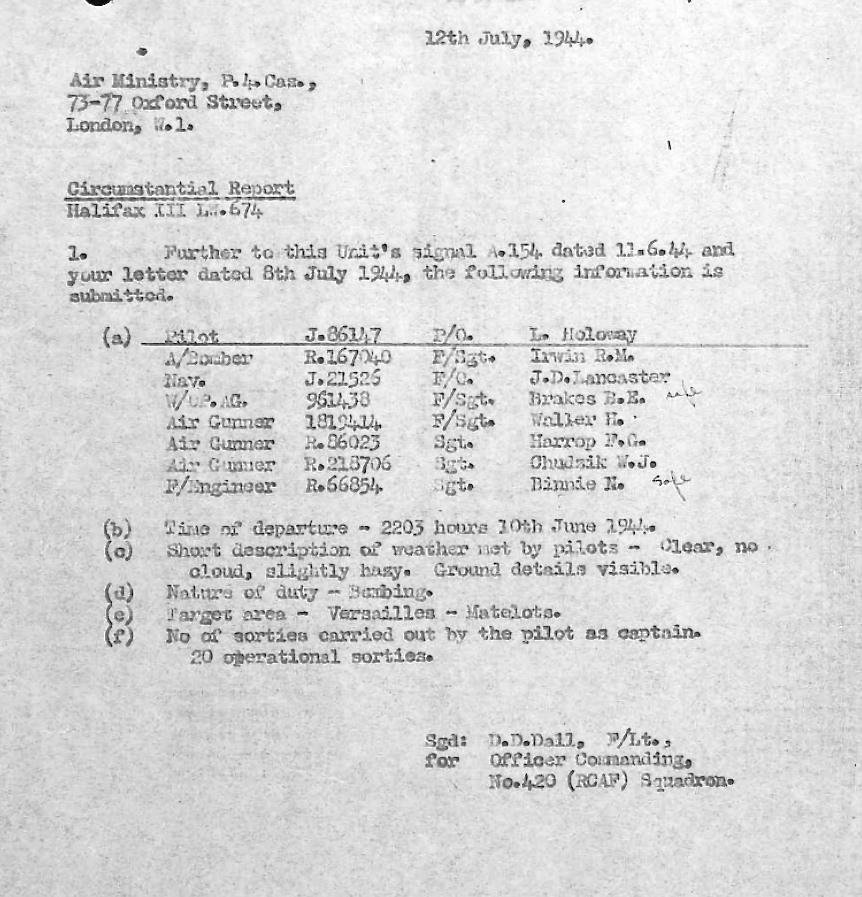 12th July, 1944.
Air Ministry, P.4.Cas.,
73-77 Oxford Street,
London, W.1.
Circumstantial Report
Halifax III LW.674
1. Further to this Unit's signal A.154 dated 11.6.44 and
your letter dated 8th July 1944, the following information is
submitted.
(a) Pilot J.86147 P/O. L. Holoway
A/Bomber R.167040 F/Sgt. Irwin R.M.
Nav. J.21526 F/O. J.D.Lancaster
W/OP.AG. 961438 F/Sgt. Brakes B.E. safe
Air Gunner 1819414 F/Sgt. Waller H.
Air Gunner R.86023 Sgt. Harrop F.G.
Air Gunner R.218706 Sgt. Chudzik W.J.
F/Engineer R.66854 Sgt. Binnie N. safe
(b) Time of departure - 2203 hours 10th June 1944.
(c) Short description of weather met by pilots - Clear, no
cloud, slightly hazy. Ground details visible.
(d) Nature of duty - Bombing.
(e) Target area - Versailles - Matelots.
(f) No of sorties carried out by the pilot as captain.
20 operational sorties.
Sgd: D.D.Dall, F/Lt.,
for Officer Commanding,
No.420 (RCAF) Squadron.